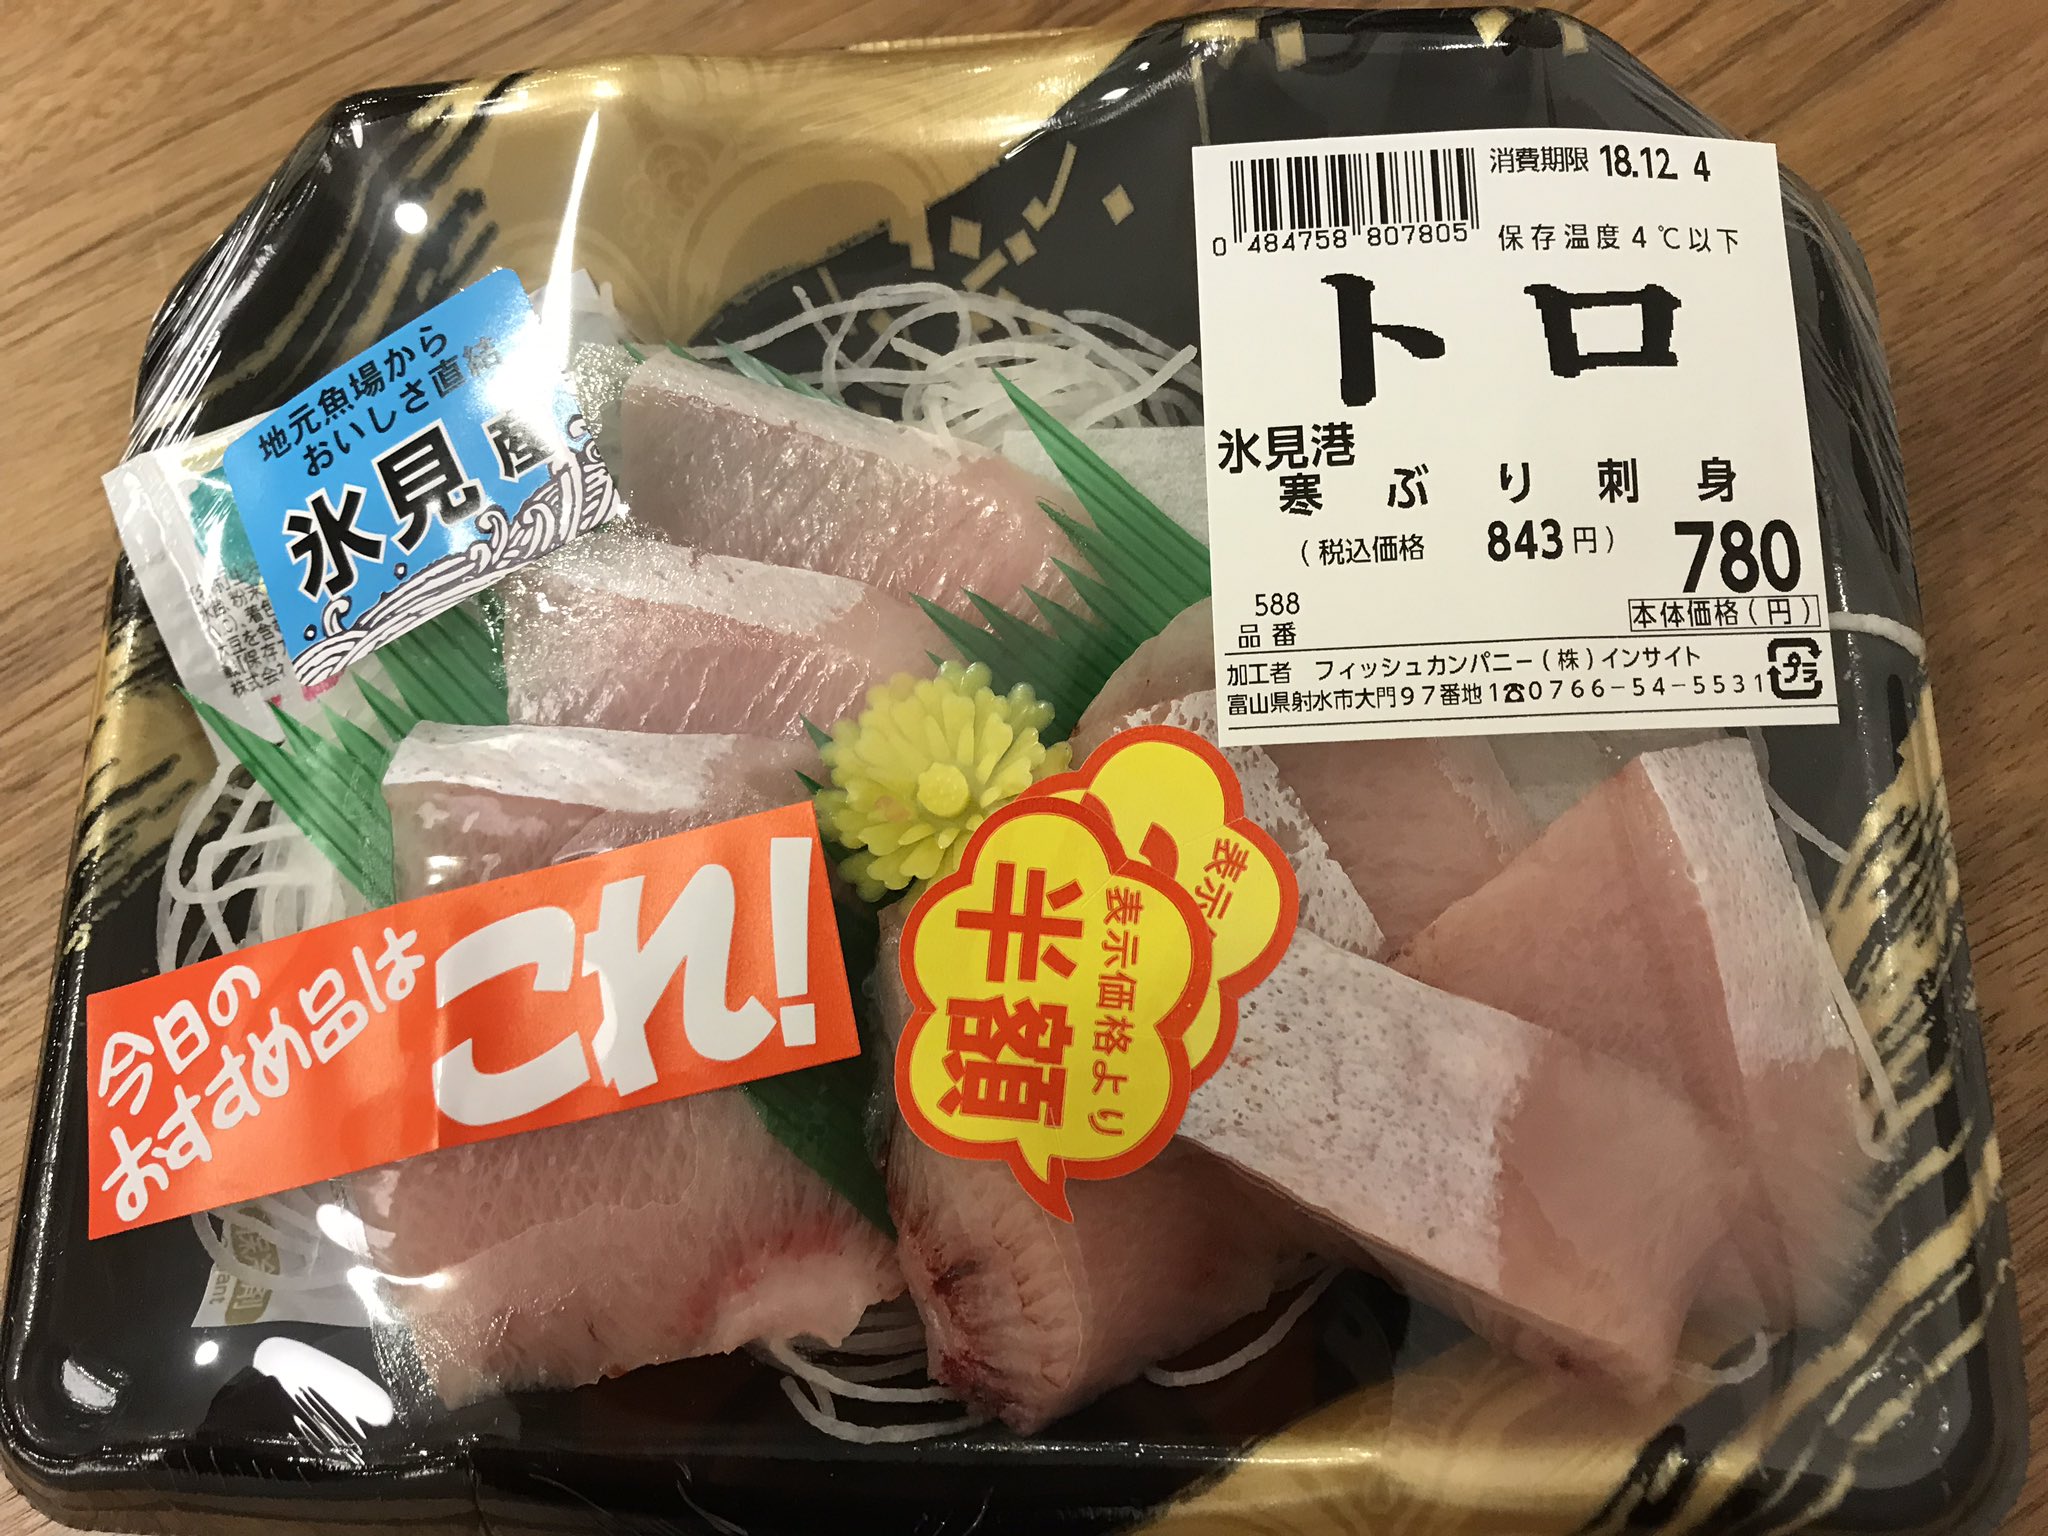 消費期限 18.12. 4
0 484758 807805
保存温度4℃以下
トロ
氷見港
寒ぶり刺身
(税込価格 843円) 780
588
品番
本体価格(円)
加工者 フィッシュカンパニー(株)インサイト
富山県射水市大門97番地1☎0766-54-5531
プラ
地元魚場から
おいしさ直結
氷見産
今日の
おすすめ品は
これ!
表示価格より
半額
表示